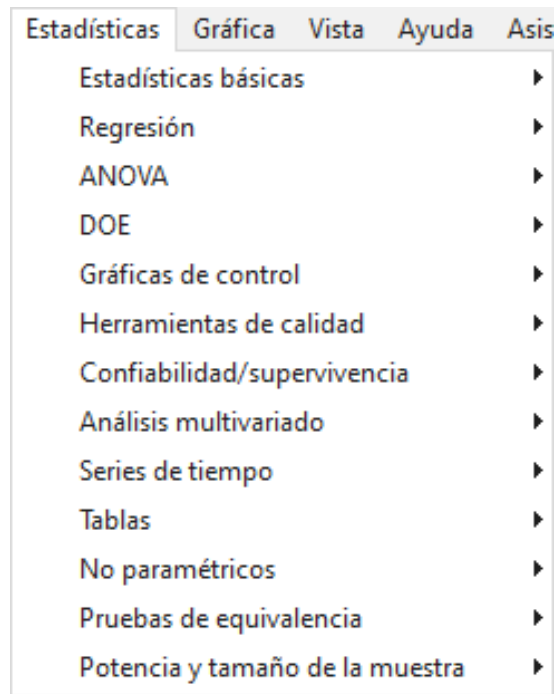 Estadísticas Gráfica Vista Ayuda Asis
Estadísticas básicas
Regresión
ANOVA
DOE
Gráficas de control
Herramientas de calidad
Confiabilidad/supervivencia
Análisis multivariado
Series de tiempo
Tablas
No paramétricos
Pruebas de equivalencia
Potencia y tamaño de la muestra